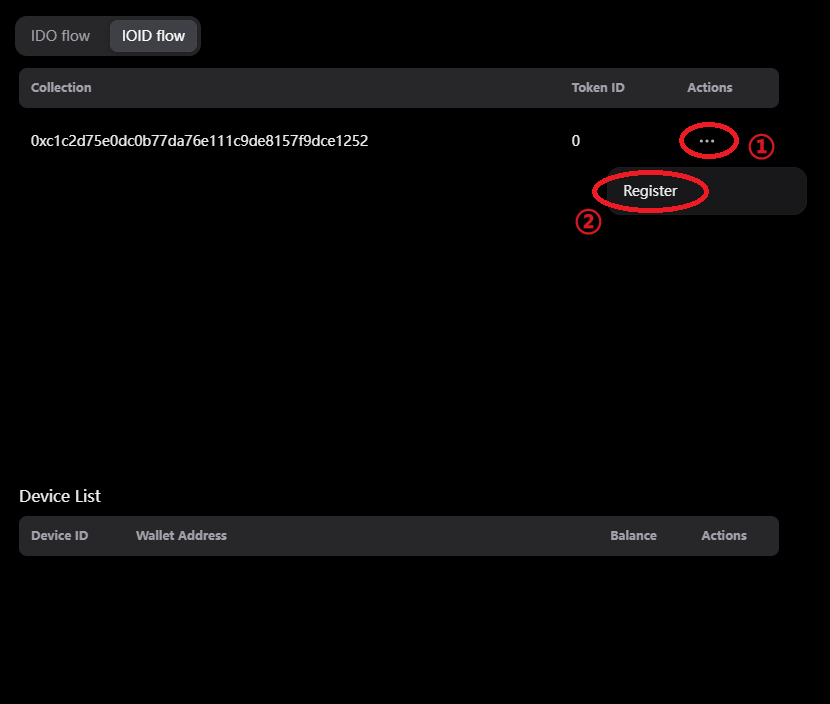 IDO flow IOID flow
Collection Token ID Actions
0xc1c2d75e0dc0b77da76e111c9de8157f9dce1252 0 ··· ①
Register
②
Device List
Device ID Wallet Address Balance Actions